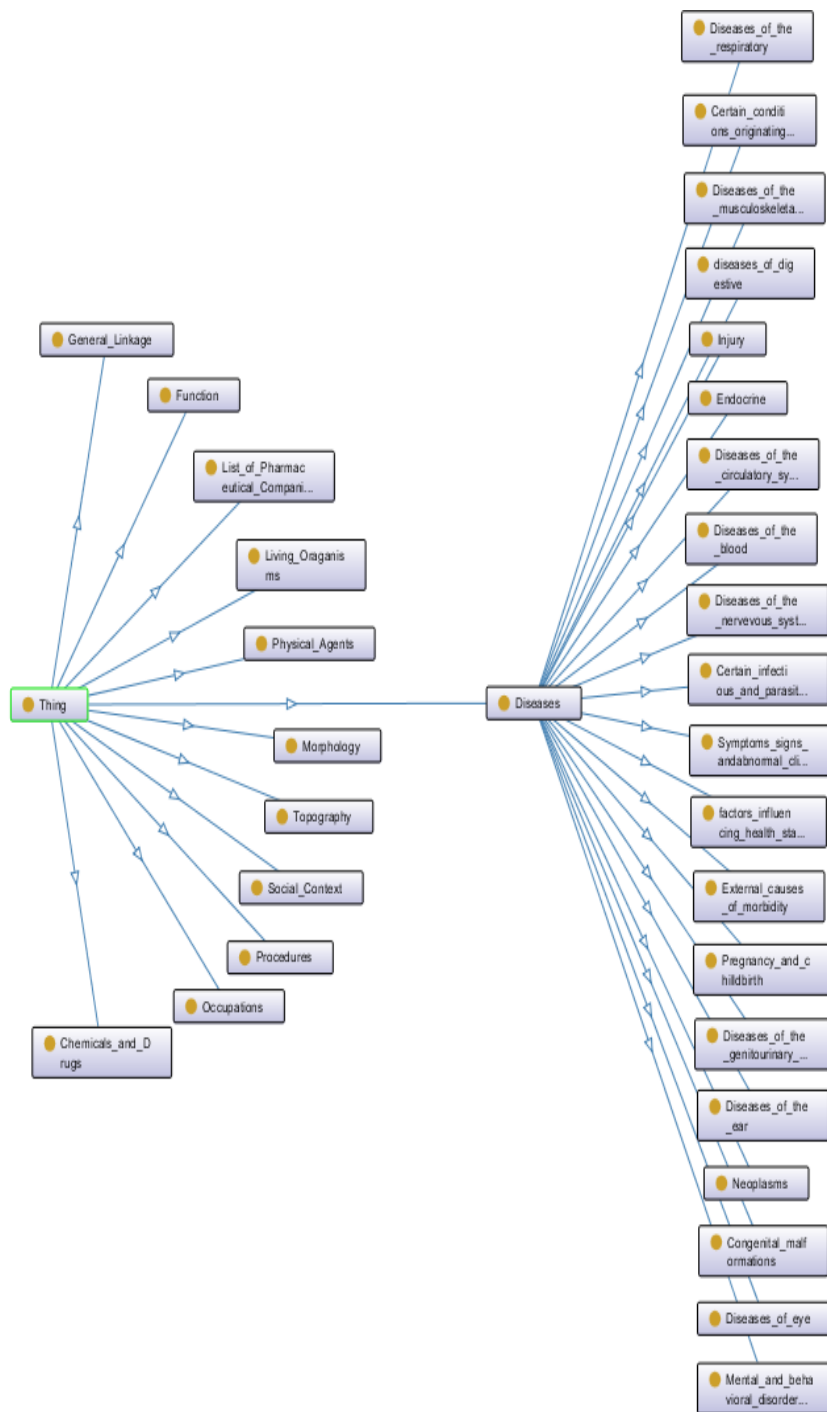 General_Linkage
Function
List_of_Pharmac
eutical_Compani...
Living_Oraganis
ms
Physical_Agents
Thing
Morphology
Topography
Social_Context
Procedures
Occupations
Chemicals_and_D
rugs
Diseases
Diseases_of_the
_respiratory
Certain_conditi
ons_originating...
Diseases_of_the
_musculoskeleta...
diseases_of_dig
estive
Injury
Endocrine
Diseases_of_the
_circulatory_sy...
Diseases_of_the
_blood
Diseases_of_the
_nervevous_syst...
Certain_infecti
ous_and_parasit...
Symptoms_signs_
andabnormal_cli...
factors_influen
cing_health_sta...
External_causes
_of_morbidity
Pregnancy_and_c
hilldbirth
Diseases_of_the
_genitourinary_...
Diseases_of_the
_ear
Neoplasms
Congenital_malf
ormations
Diseases_of_eye
Mental_and_beha
vioral_disorder...